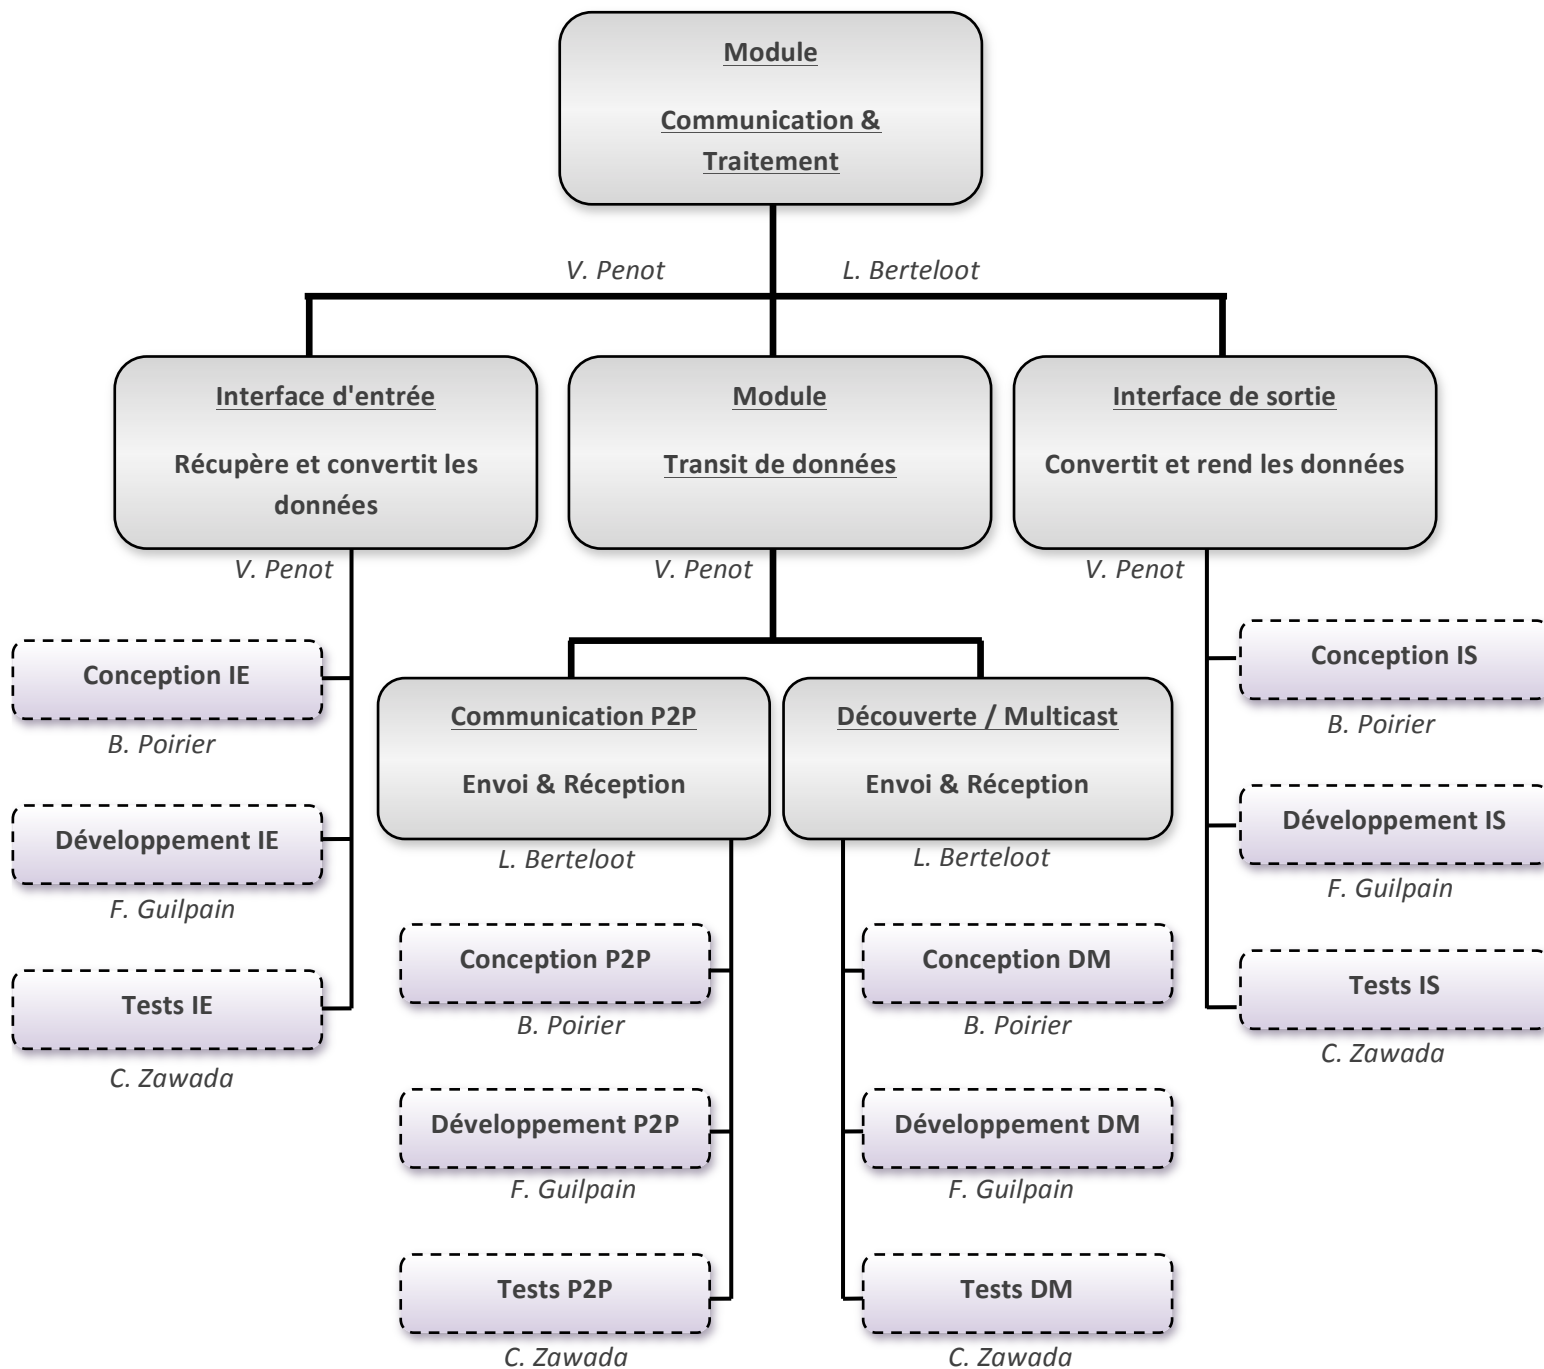 Module
Communication &
Traitement
V. Penot
L. Berteloot
Interface d'entrée
Récupère et convertit les
données
V. Penot
Module
Transit de données
V. Penot
Interface de sortie
Convertit et rend les données
V. Penot
Conception IE
B. Poirier
Développement IE
F. Guilpain
Tests IE
C. Zawada
Communication P2P
Envoi & Réception
L. Berteloot
Conception P2P
B. Poirier
Développement P2P
F. Guilpain
Tests P2P
C. Zawada
Découverte / Multicast
Envoi & Réception
L. Berteloot
Conception DM
B. Poirier
Développement DM
F. Guilpain
Tests DM
C. Zawada
Conception IS
B. Poirier
Développement IS
F. Guilpain
Tests IS
C. Zawada